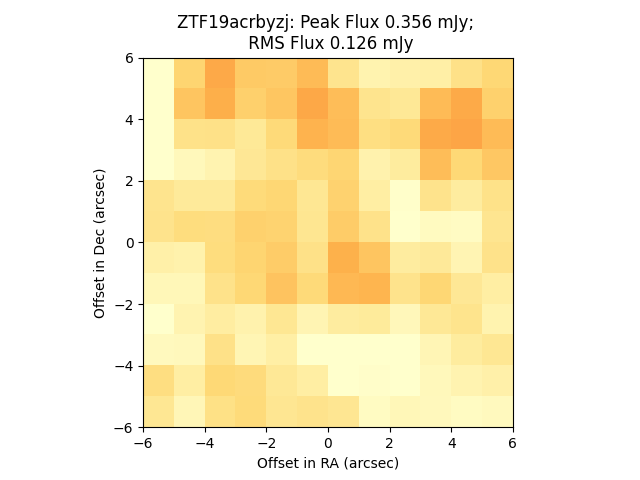 ZTF19acrbyzj: Peak Flux 0.356 mJy;
RMS Flux 0.126 mJy
6
4
2
0
−2
−4
−6
Offset in Dec (arcsec)
−6 −4 −2 0 2 4 6
Offset in RA (arcsec)